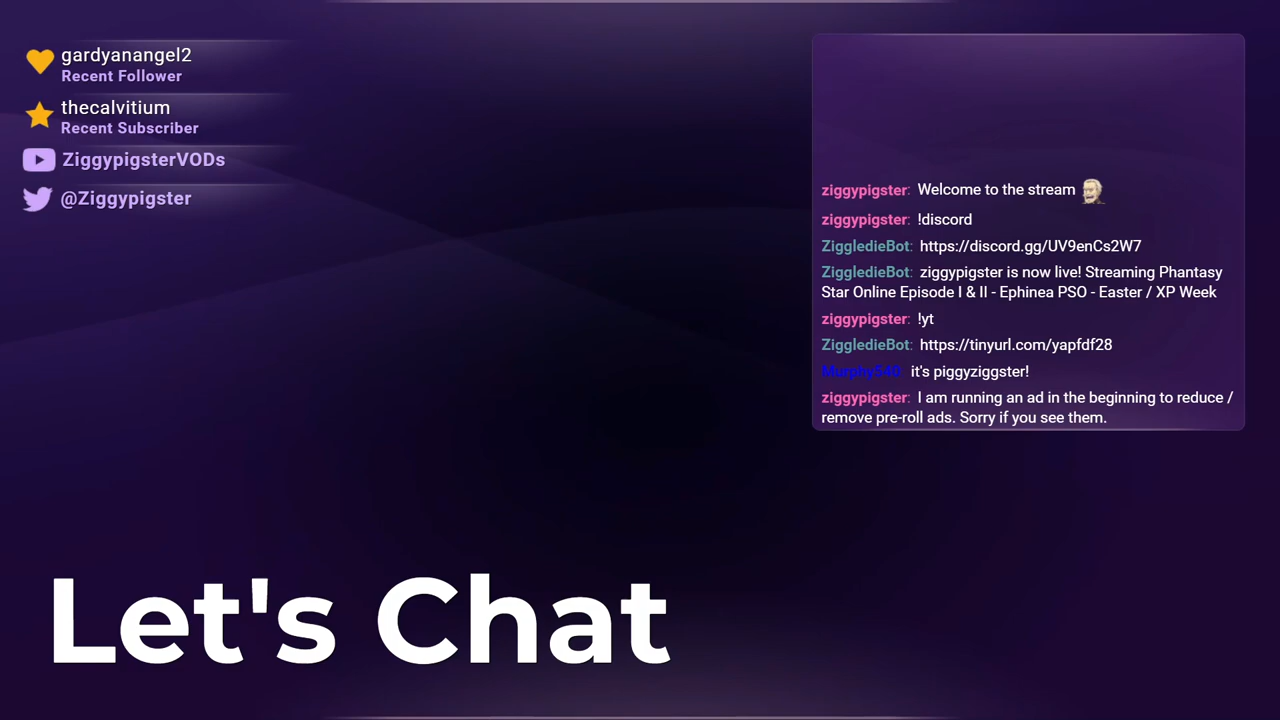 gardyanangel2
Recent Follower
thecalvitium
Recent Subscriber
ZiggypigsterVODs
@Ziggypigster
ziggypigster: Welcome to the stream
ziggypigster: !discord
ZiggledieBot: https://discord.gg/UV9enCs2W7
ZiggledieBot: ziggypigster is now live! Streaming Phantasy
Star Online Episode I & II - Ephinea PSO - Easter / XP Week
ziggypigster: !yt
ZiggledieBot: https://tinyurl.com/yapfdf28
Murphy540 it's piggyziggster!
ziggypigster: I am running an ad in the beginning to reduce /
remove pre-roll ads. Sorry if you see them.
Let's Chat